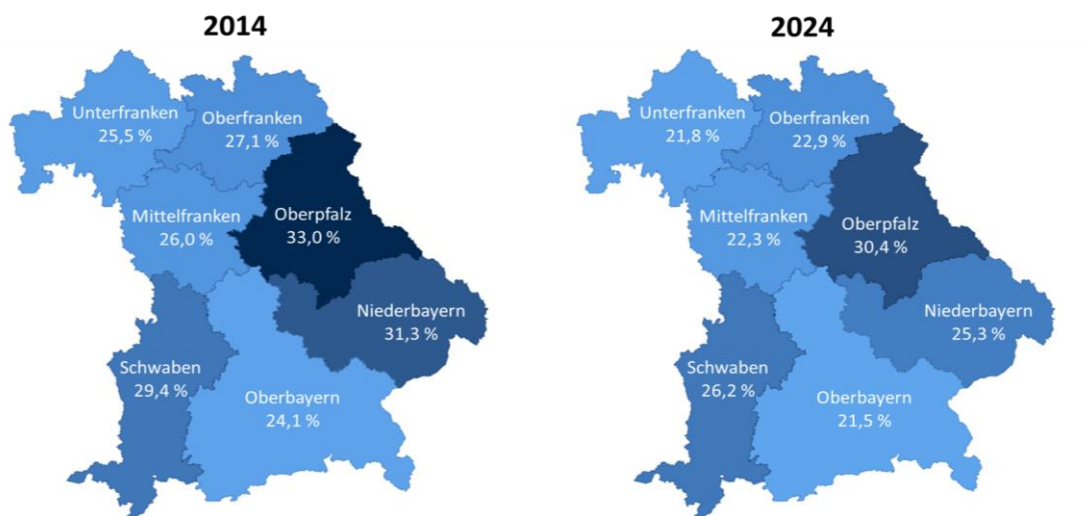 2014
Unterfranken
25,5 %
Oberfranken
27,1 %
Mittelfranken
26,0 %
Oberpfalz
33,0 %
Niederbayern
31,3 %
Schwaben
29,4 %
Oberbayern
24,1 %
2024
Unterfranken
21,8 %
Oberfranken
22,9 %
Mittelfranken
22,3 %
Oberpfalz
30,4 %
Niederbayern
25,3 %
Schwaben
26,2 %
Oberbayern
21,5 %